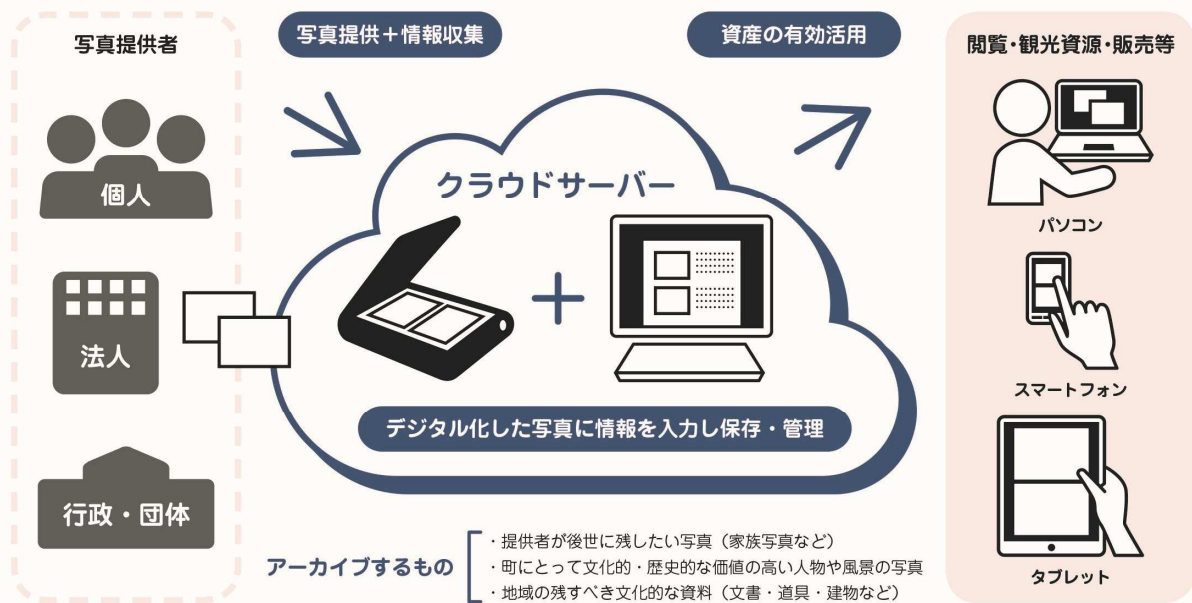 写真提供者
個人
法人
行政・団体
写真提供＋情報収集
資産の有効活用
クラウドサーバー
デジタル化した写真に情報を入力し保存・管理
アーカイブするもの
・提供者が後世に残したい写真（家族写真など）
・町にとって文化的・歴史的な価値の高い人物や風景の写真
・地域の残すべき文化的な資料（文書・道具・建物など）
閲覧・観光資源・販売等
パソコン
スマートフォン
タブレット